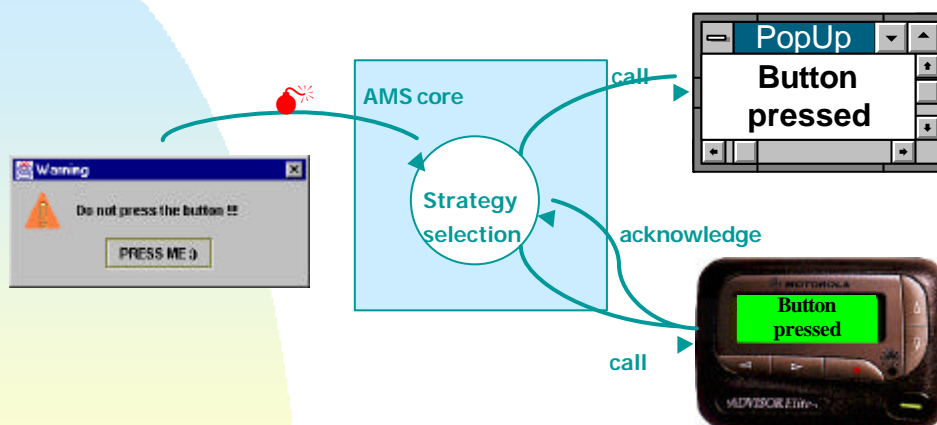 Warning
Do not press the button !!!
PRESS ME :)
AMS core
Strategy
selection
call
PopUp
Button
pressed
acknowledge
call
MOTOROLA
Button
pressed
ADVISOR Elite